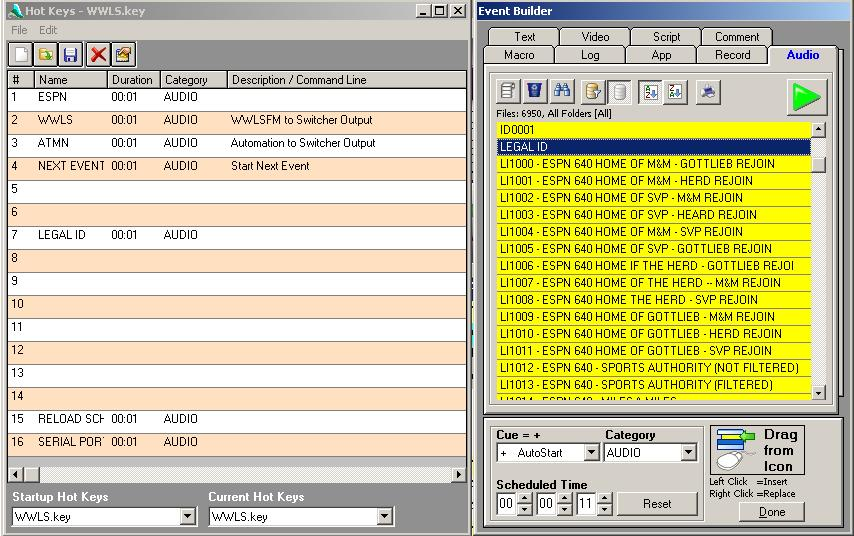 Hot Keys - WWLS.key
File Edit
# Name Duration Category Description / Command Line
1 ESPN 00:01 AUDIO
2 WWLS 00:01 AUDIO WWLSFM to Switcher Output
3 ATMN 00:01 AUDIO Automation to Switcher Output
4 NEXT EVENT 00:01 AUDIO Start Next Event
5
6
7 LEGAL ID 00:01 AUDIO
8
9
10
11
12
13
14
15 RELOAD SCH 00:01 AUDIO
16 SERIAL POR 00:01 AUDIO
Startup Hot Keys Current Hot Keys
WWLS.key WWLS.key
Event Builder
Text Video Script Comment
Macro Log App Record Audio
Files: 6950, All Folders [All]
ID0001
LEGAL ID
LI1000 - ESPN 640 HOME OF M&M - GOTTLIEB REJOIN
LI1001 - ESPN 640 HOME OF M&M - HERD REJOIN
LI1002 - ESPN 640 HOME OF SVP - M&M REJOIN
LI1003 - ESPN 640 HOME OF SVP - HEARD REJOIN
LI1004 - ESPN 640 HOME OF M&M - SVP REJOIN
LI1005 - ESPN 640 HOME OF SVP - GOTTLIEB REJOIN
LI1006 - ESPN 640 HOME IF THE HERD - GOTTLIEB REJOI
LI1007 - ESPN 640 HOME OF THE HERD -- M&M REJOIN
LI1008 - ESPN 640 HOME THE HERD - SVP REJOIN
LI1009 - ESPN 640 HOME OF GOTTLIEB - M&M REJOIN
LI1010 - ESPN 640 HOME OF GOTTLIEB - HERD REJOIN
LI1011 - ESPN 640 HOME OF GOTTLIEB - SVP REJOIN
LI1012 - ESPN 640 - SPORTS AUTHORITY (NOT FILTERED)
LI1013 - ESPN 640 - SPORTS AUTHORITY (FILTERED)
LI1014 - ESPN 640 - MILES & MILES
Cue = + Category
+ AutoStart AUDIO
Scheduled Time
00 00 11 Reset
Drag
from
Icon
Left Click =Insert
Right Click =Replace
Done